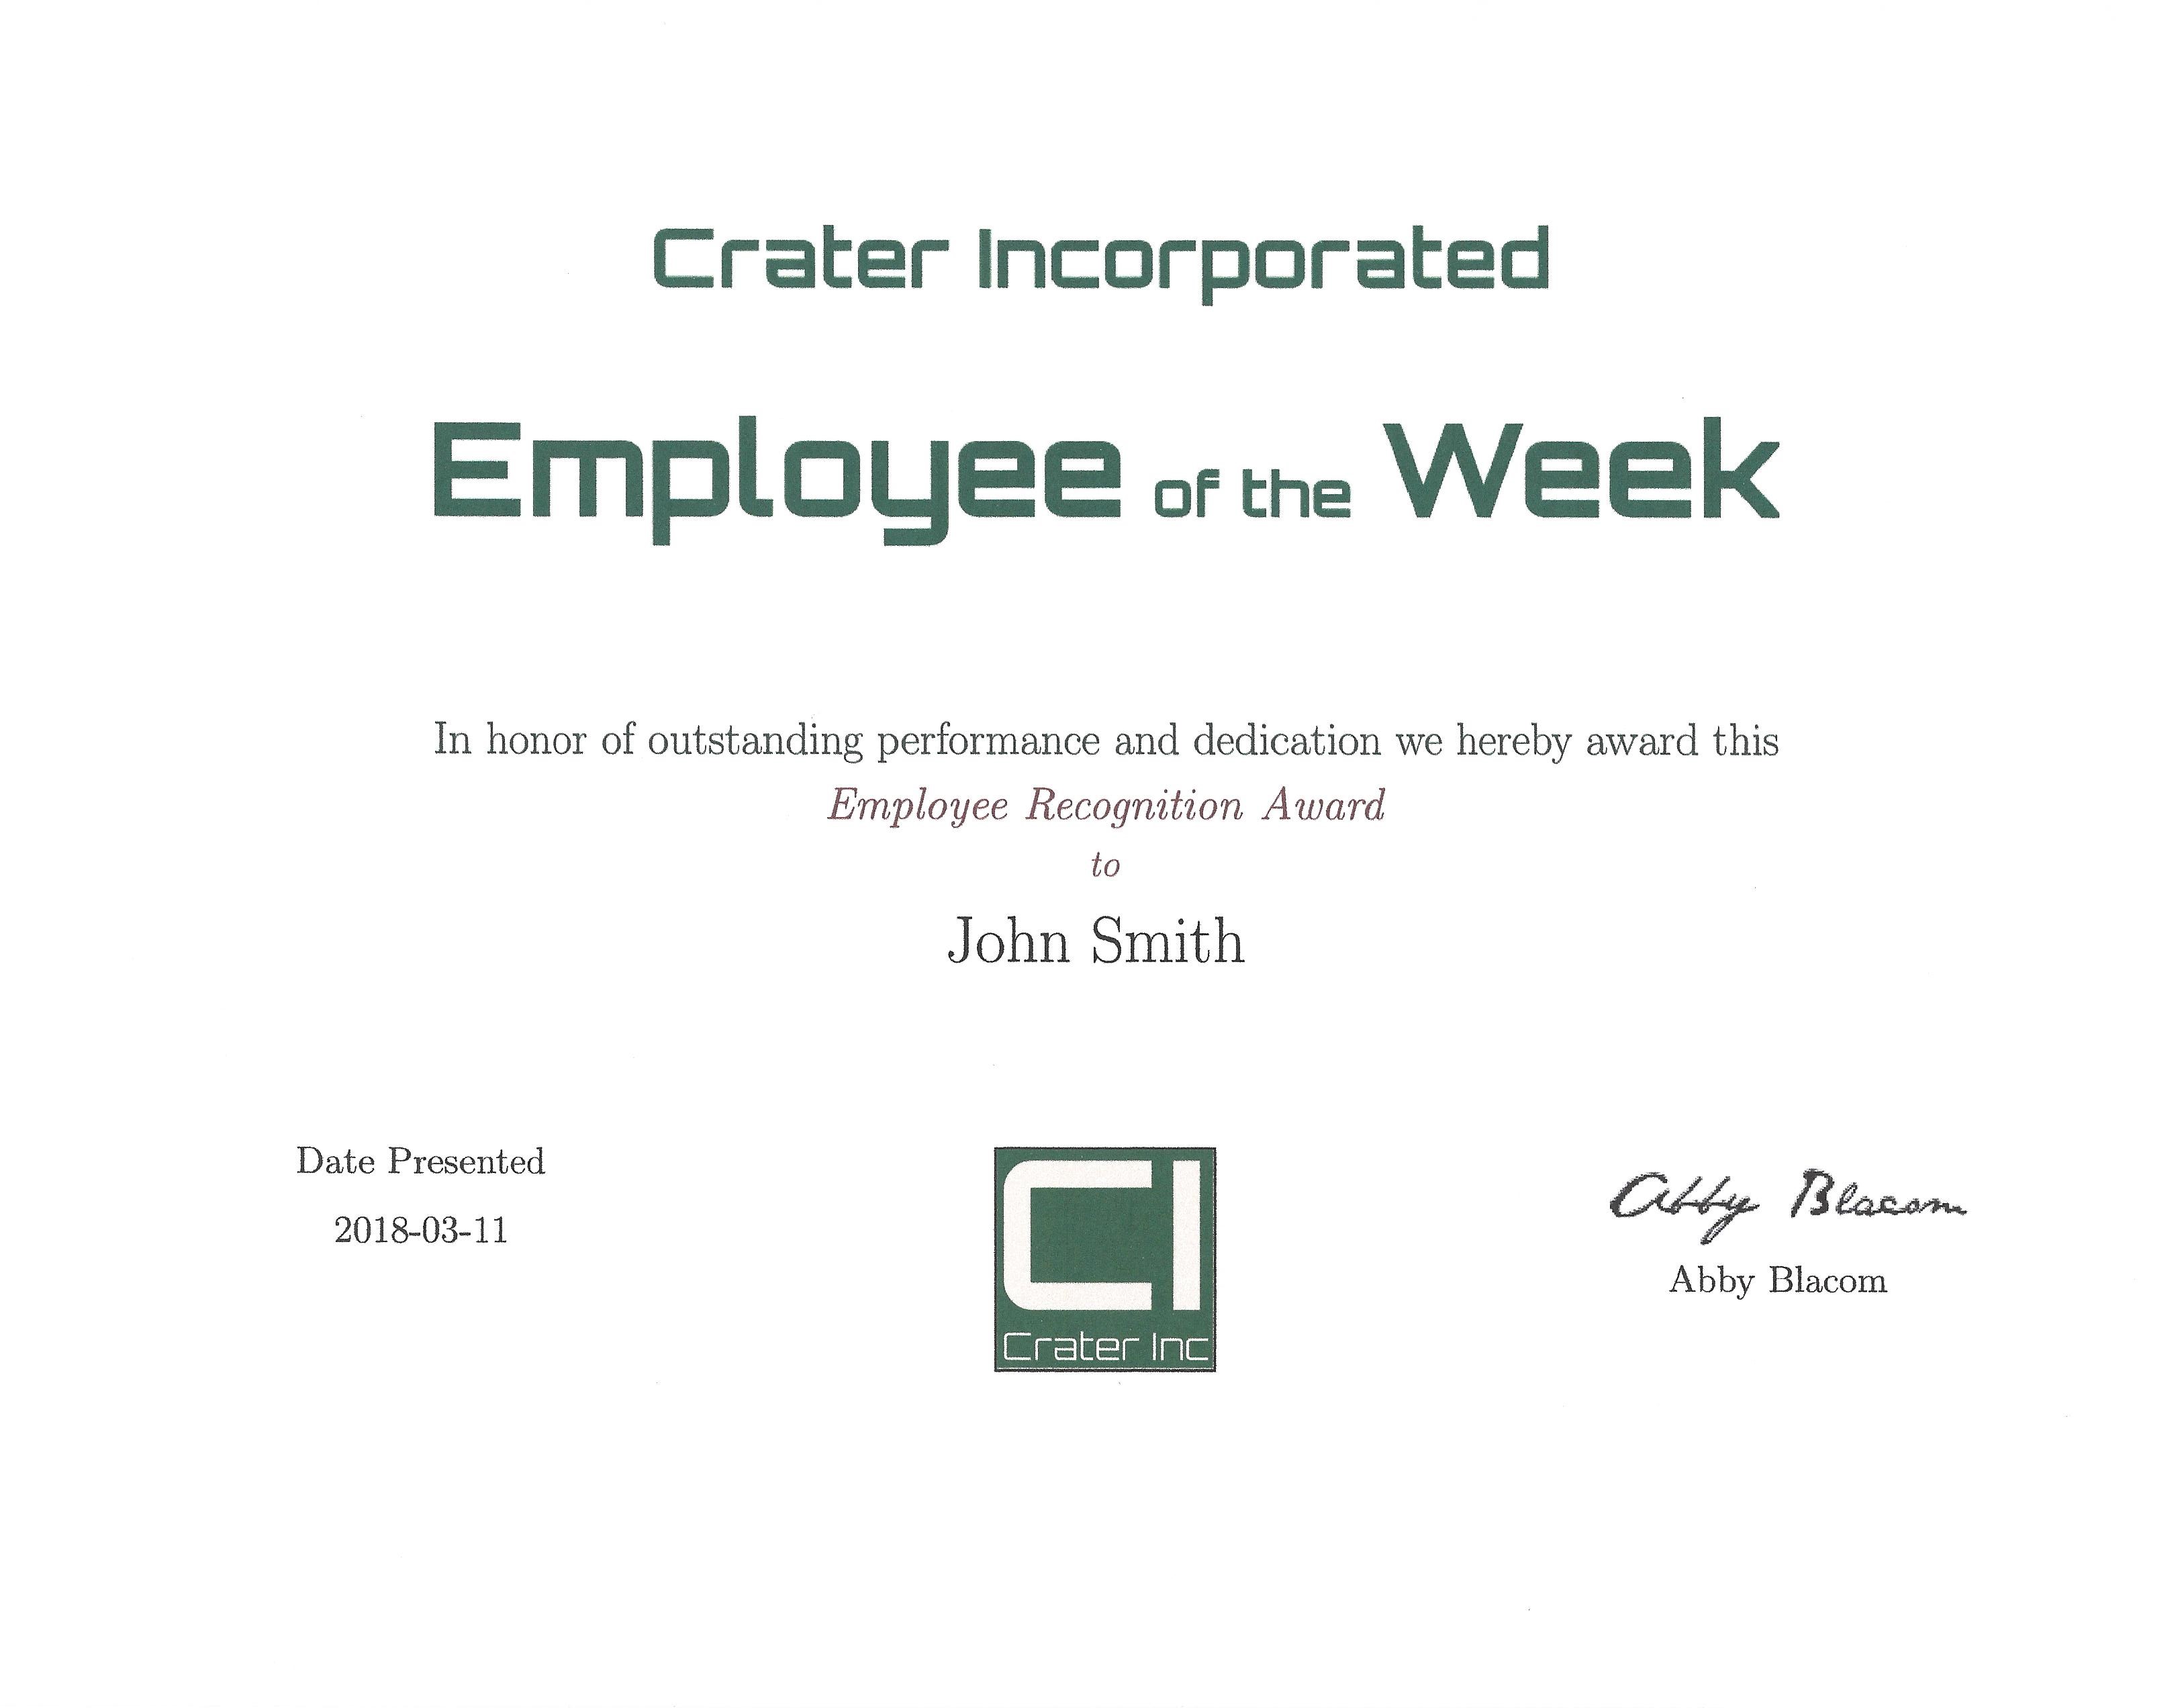 Crater Incorporated
Employee of the Week
In honor of outstanding performance and dedication we hereby award this
Employee Recognition Award
to
John Smith
Date Presented
2018-03-11
CI
Crater Inc
Abby Blacom
Abby Blacom